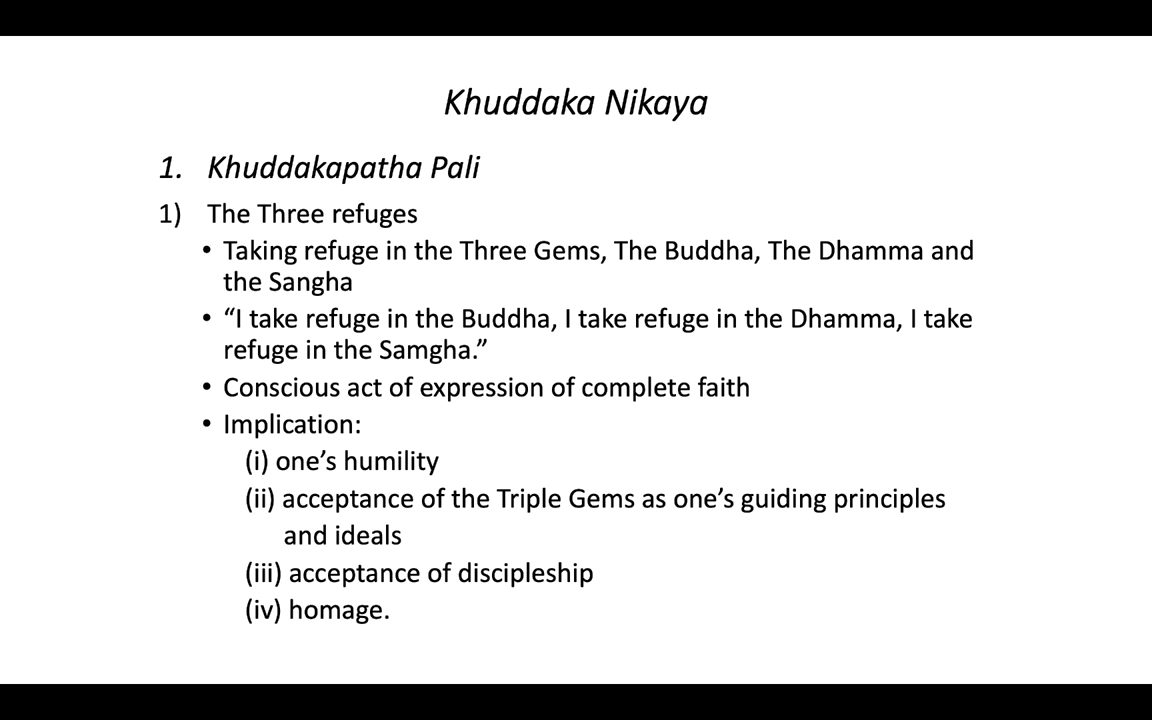 Khuddaka Nikaya
1. Khuddakapatha Pali
1) The Three refuges
• Taking refuge in the Three Gems, The Buddha, The Dhamma and
the Sangha
• “I take refuge in the Buddha, I take refuge in the Dhamma, I take
refuge in the Samgha.”
• Conscious act of expression of complete faith
• Implication:
(i) one’s humility
(ii) acceptance of the Triple Gems as one’s guiding principles
and ideals
(iii) acceptance of discipleship
(iv) homage.